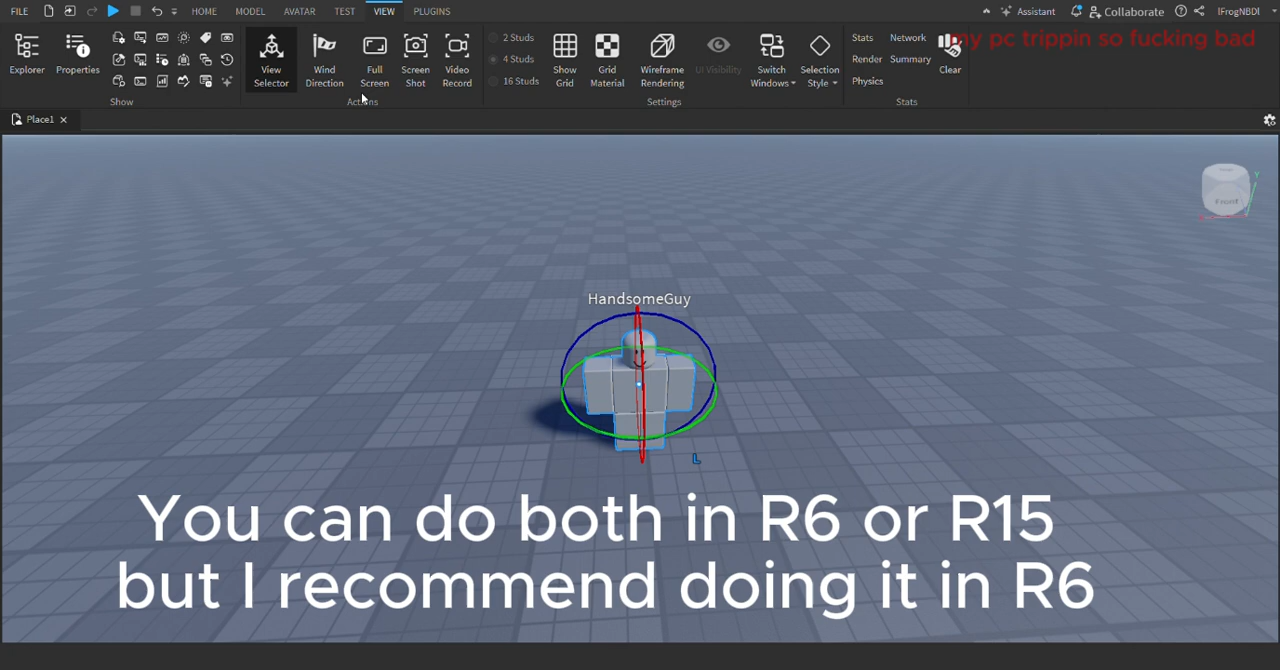 FILE HOME MODEL AVATAR TEST VIEW PLUGINS Assistant Collaborate IFrogNBDI
my pc trippin so fucking bad
2 Studs Stats Network
4 Studs Render Summary
16 Studs Physics
Explorer Properties View Selector Wind Direction Full Screen Screen Shot Video Record Show Grid Grid Material Wireframe Rendering UI Visibility Switch Windows Selection Style Clear
Show Actions Settings Stats
Place1
Front
Y
HandsomeGuy
L
You can do both in R6 or R15
but I recommend doing it in R6